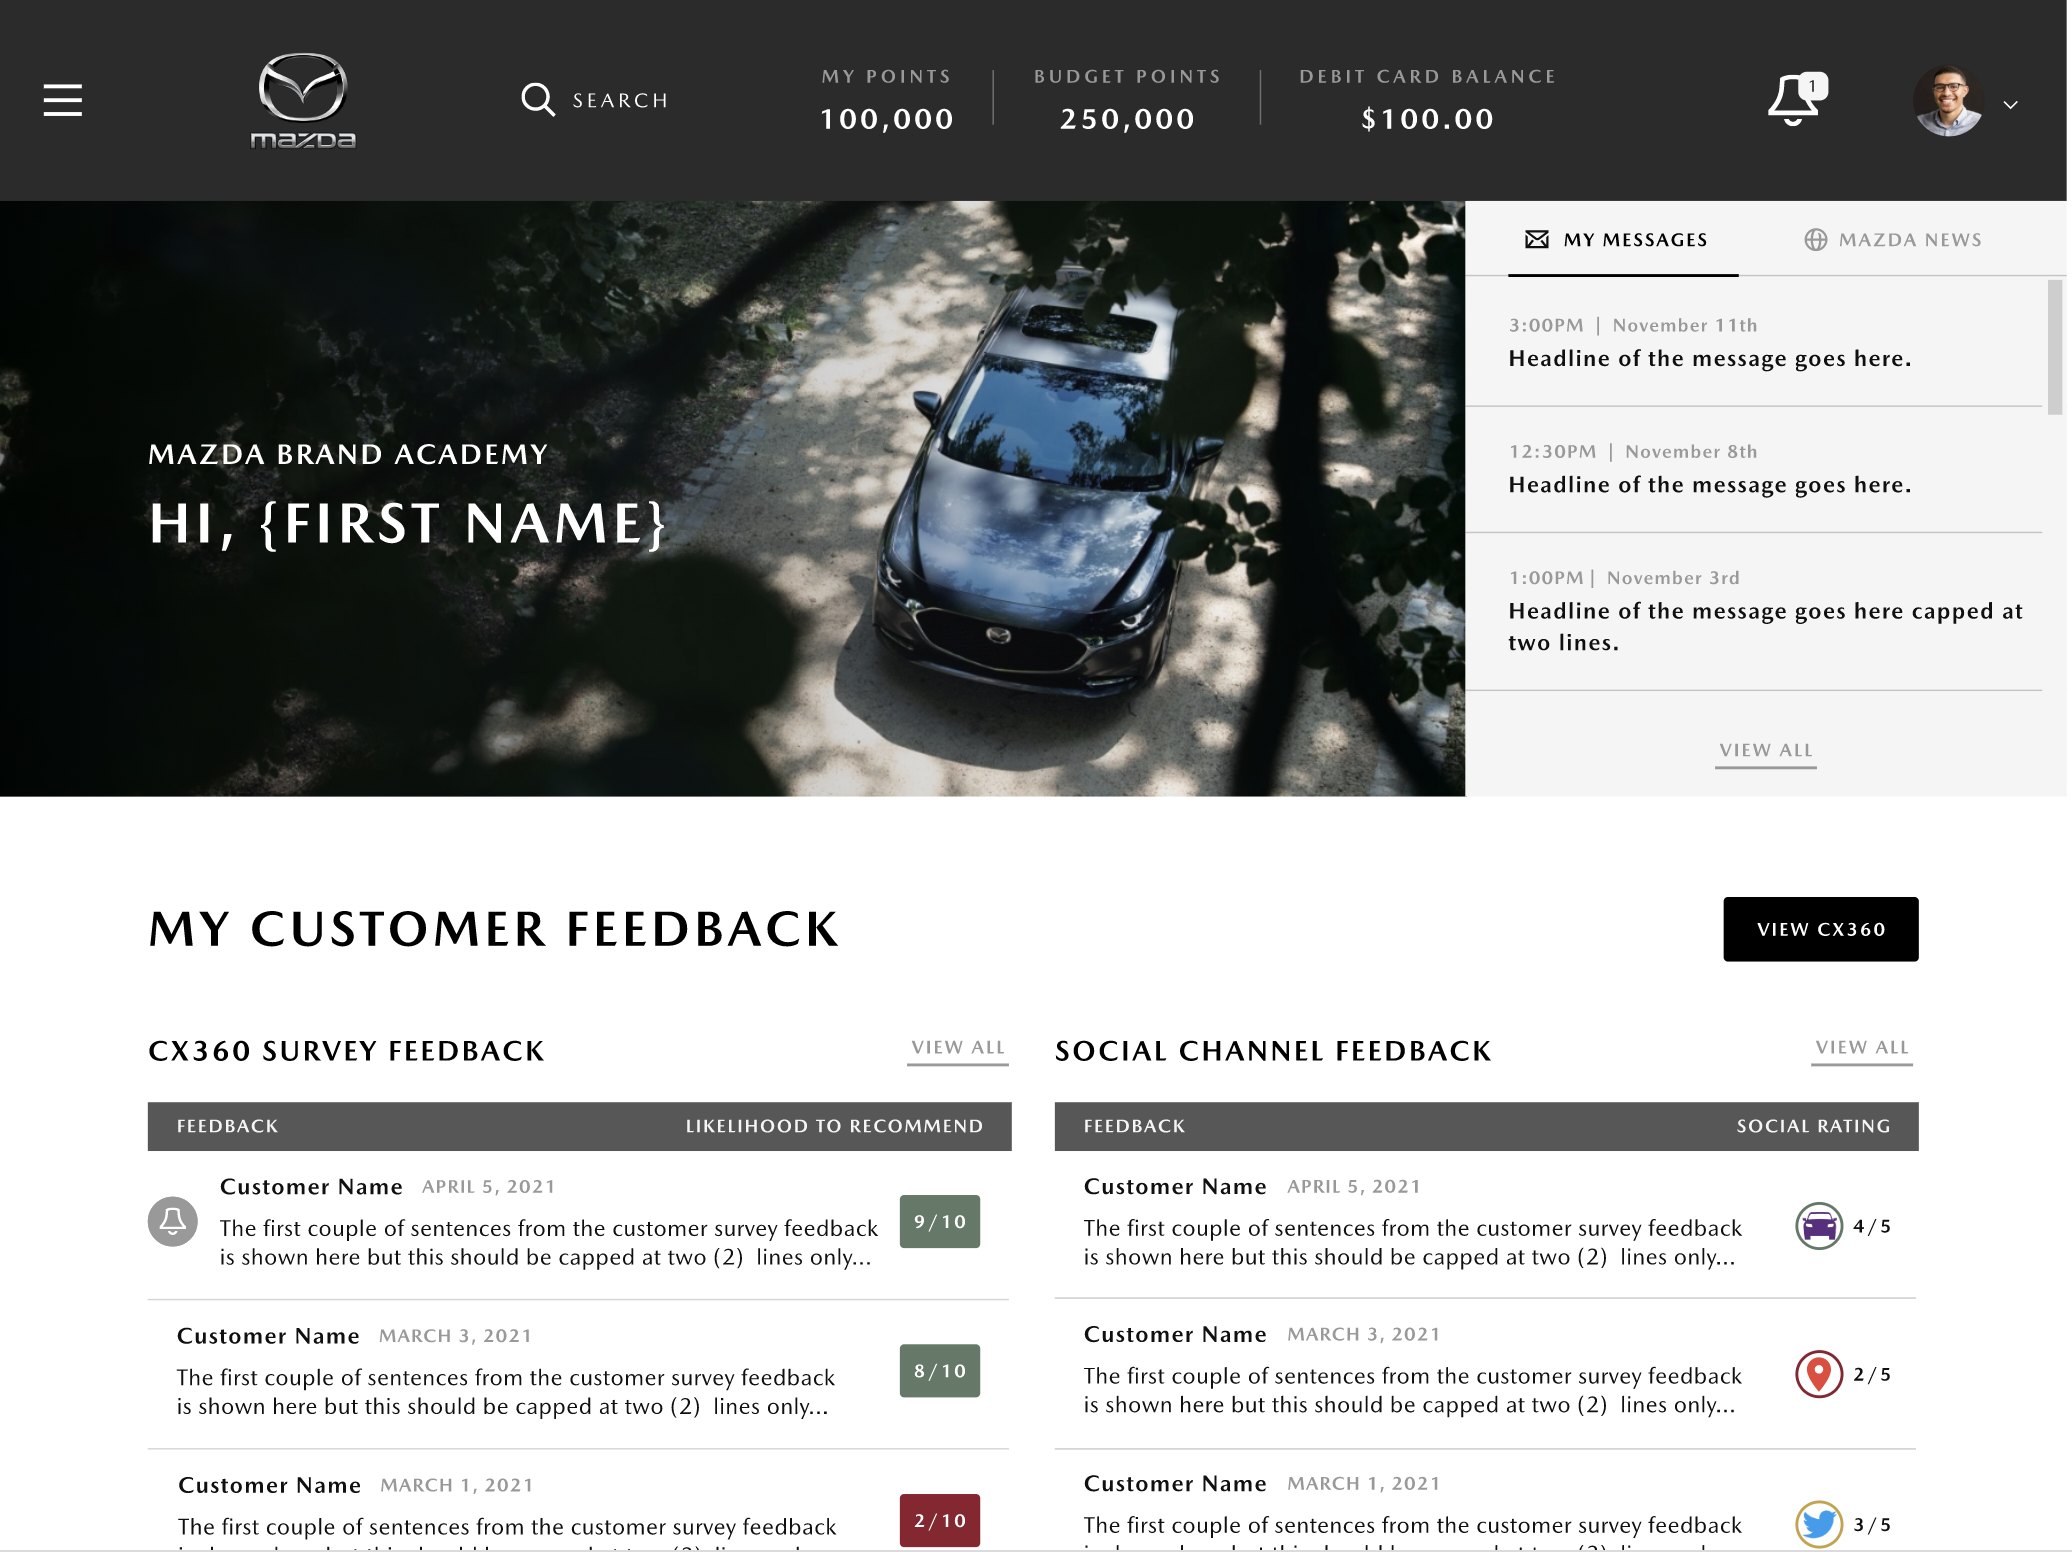 mazda
SEARCH
MY POINTS
100,000
BUDGET POINTS
250,000
DEBIT CARD BALANCE
$100.00
1
MAZDA BRAND ACADEMY
HI, {FIRST NAME}
MY MESSAGES
MAZDA NEWS
3:00PM | November 11th
Headline of the message goes here.
12:30PM | November 8th
Headline of the message goes here.
1:00PM | November 3rd
Headline of the message goes here capped at
two lines.
VIEW ALL
MY CUSTOMER FEEDBACK
VIEW CX360
CX360 SURVEY FEEDBACK
VIEW ALL
FEEDBACK
LIKELIHOOD TO RECOMMEND
Customer Name APRIL 5, 2021
The first couple of sentences from the customer survey feedback
is shown here but this should be capped at two (2) lines only...
9/10
Customer Name MARCH 3, 2021
The first couple of sentences from the customer survey feedback
is shown here but this should be capped at two (2) lines only...
8/10
Customer Name MARCH 1, 2021
The first couple of sentences from the customer survey feedback
2/10
SOCIAL CHANNEL FEEDBACK
VIEW ALL
FEEDBACK
SOCIAL RATING
Customer Name APRIL 5, 2021
The first couple of sentences from the customer survey feedback
is shown here but this should be capped at two (2) lines only...
4/5
Customer Name MARCH 3, 2021
The first couple of sentences from the customer survey feedback
is shown here but this should be capped at two (2) lines only...
2/5
Customer Name MARCH 1, 2021
The first couple of sentences from the customer survey feedback
3/5